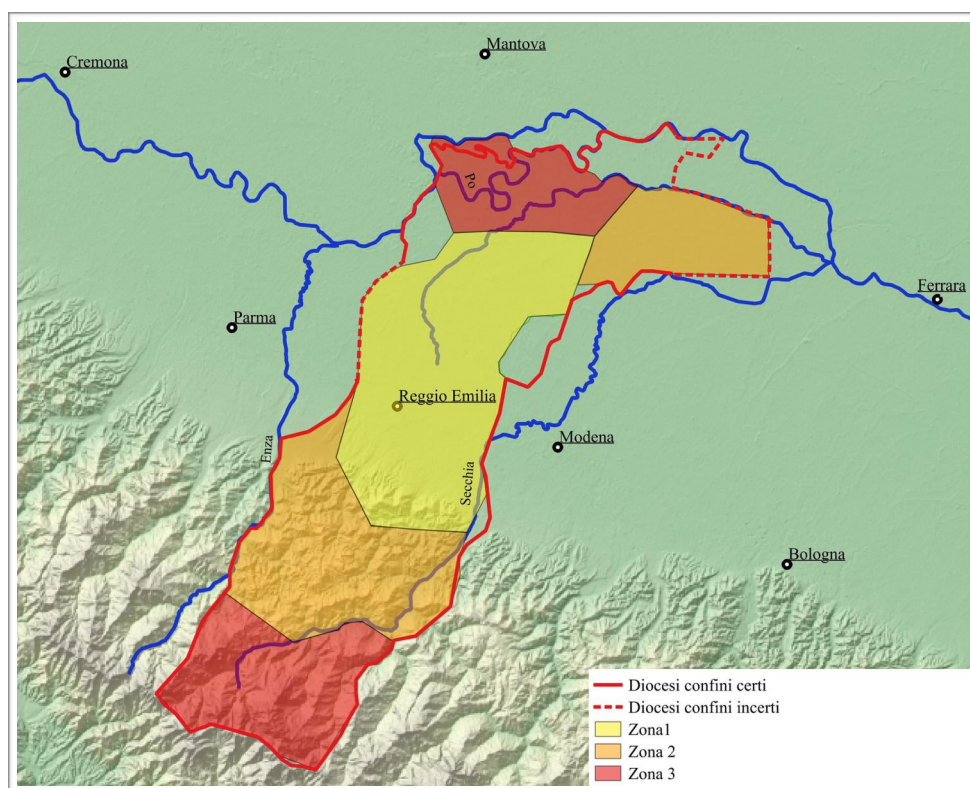 Mantova
Cremona
Po
Ferrara
Parma
Reggio Emilia
Enza
Modena
Secchia
Bologna
Diocesi confini certi
Diocesi confini incerti
Zona1
Zona 2
Zona 3